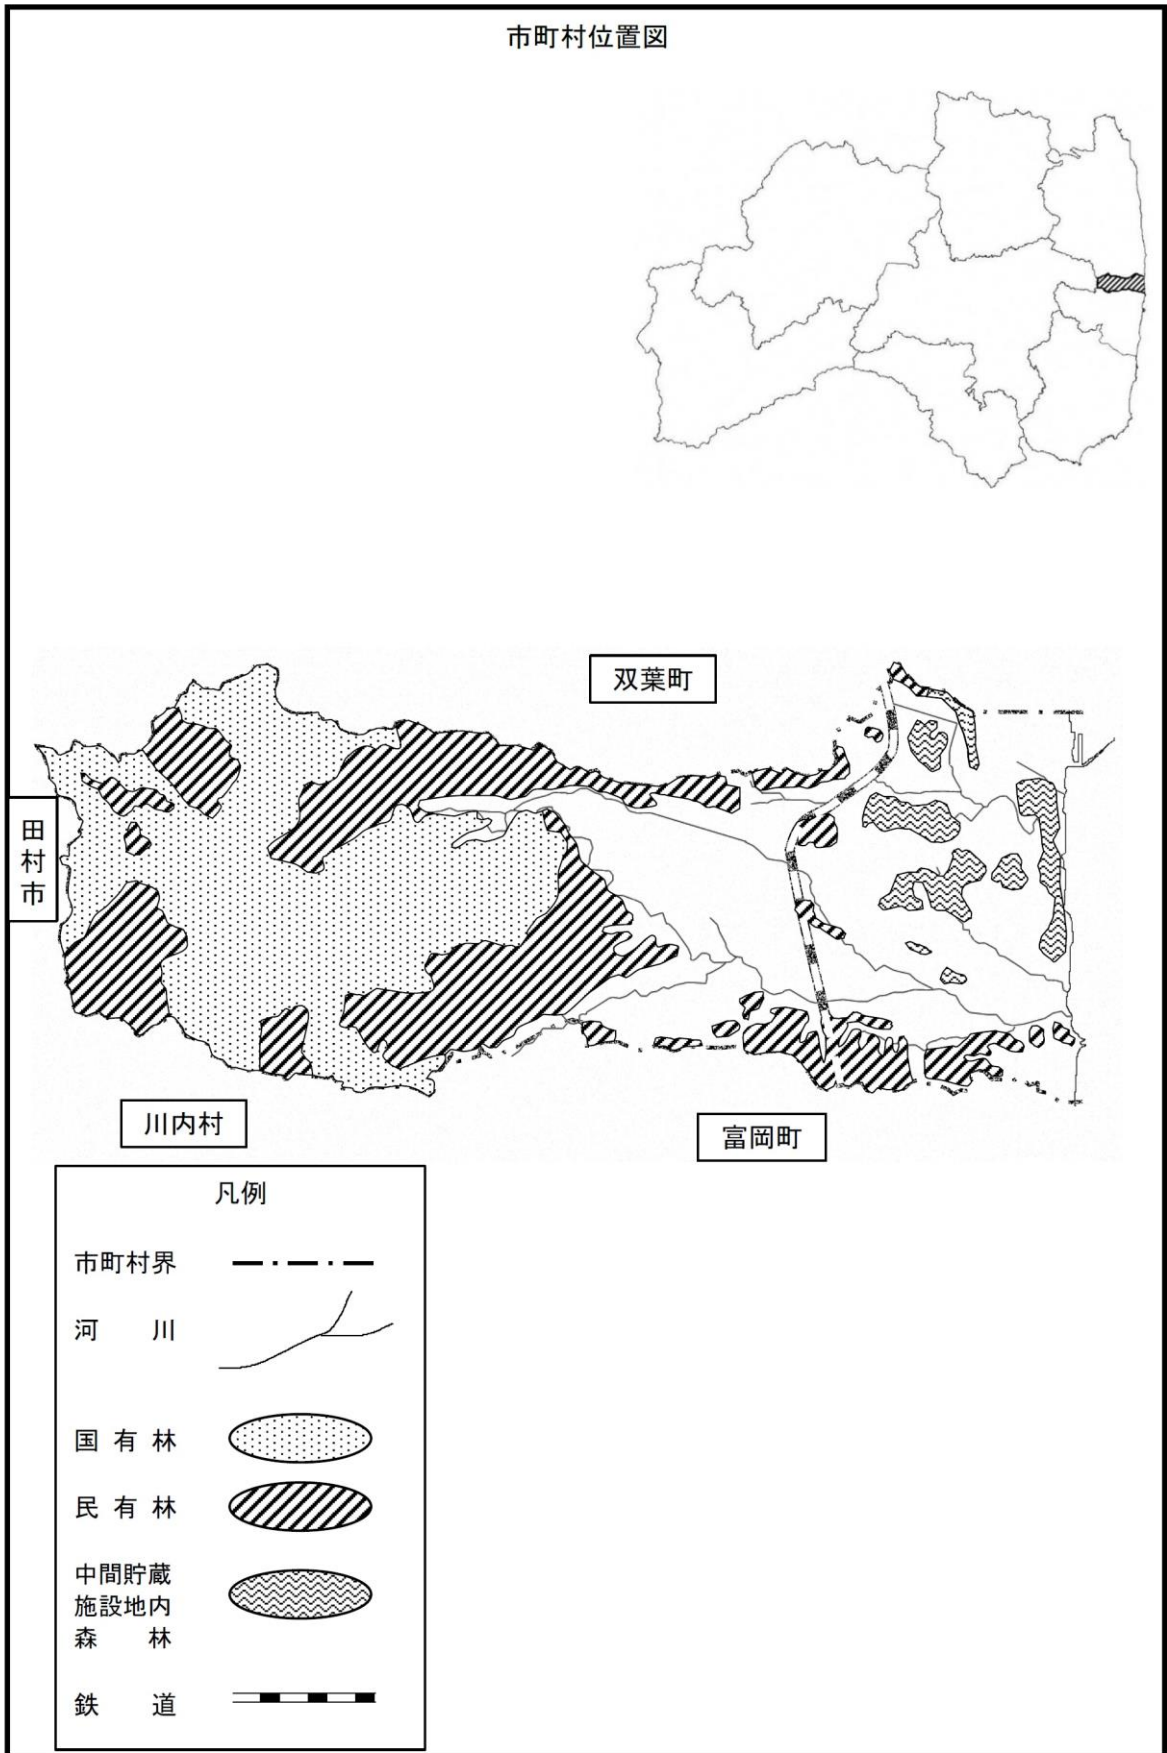 市町村位置図
双葉町
田
村
市
川内村
富岡町
凡例
市町村界
河　　川
国 有 林
民 有 林
中間貯蔵
施設地内
森　　林
鉄　　道